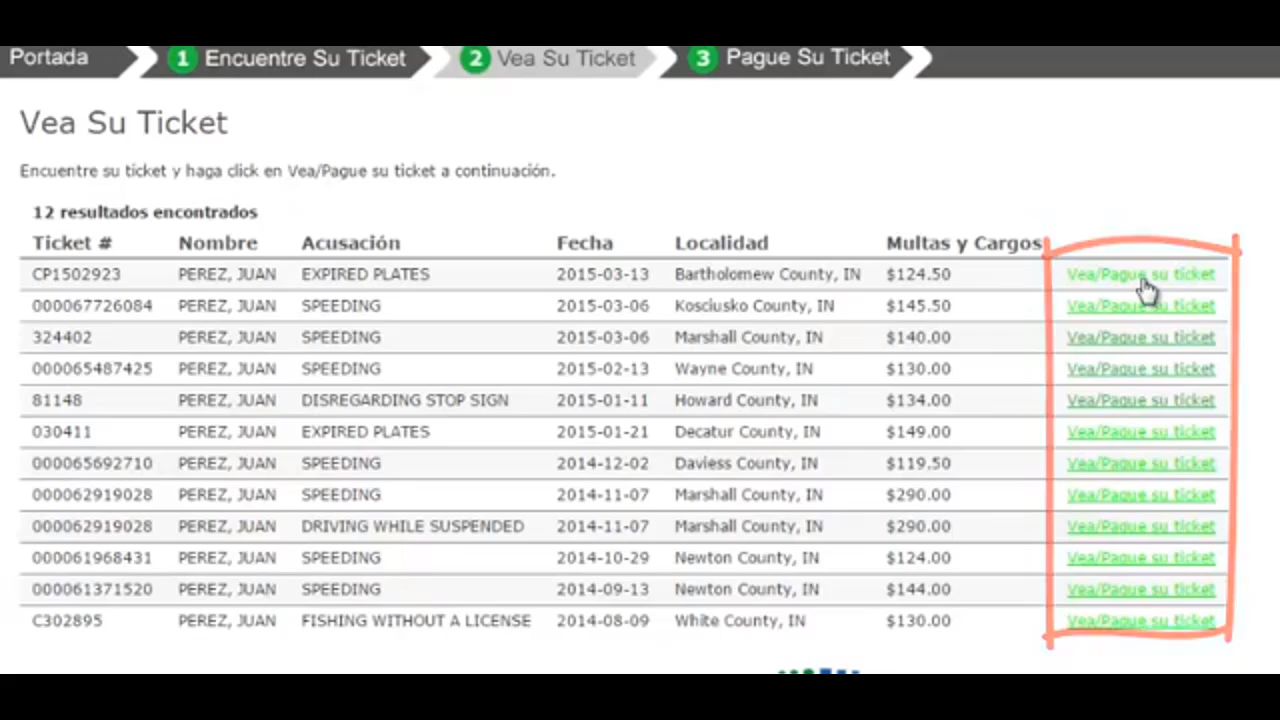 Portada 1 Encuentre Su Ticket 2 Vea Su Ticket 3 Pague Su Ticket
Vea Su Ticket
Encuentre su ticket y haga click en Vea/Pague su ticket a continuación.
12 resultados encontrados
Ticket # Nombre Acusación Fecha Localidad Multas y Cargos
CP1502923 PEREZ, JUAN EXPIRED PLATES 2015-03-13 Bartholomew County, IN $124.50 Vea/Pague su ticket
000067726084 PEREZ, JUAN SPEEDING 2015-03-06 Kosciusko County, IN $145.50 Vea/Pague su ticket
324402 PEREZ, JUAN SPEEDING 2015-03-06 Marshall County, IN $140.00 Vea/Pague su ticket
000065487425 PEREZ, JUAN SPEEDING 2015-02-13 Wayne County, IN $130.00 Vea/Pague su ticket
81148 PEREZ, JUAN DISREGARDING STOP SIGN 2015-01-11 Howard County, IN $134.00 Vea/Pague su ticket
030411 PEREZ, JUAN EXPIRED PLATES 2015-01-21 Decatur County, IN $149.00 Vea/Pague su ticket
000065692710 PEREZ, JUAN SPEEDING 2014-12-02 Daviess County, IN $119.50 Vea/Pague su ticket
000062919028 PEREZ, JUAN SPEEDING 2014-11-07 Marshall County, IN $290.00 Vea/Pague su ticket
000062919028 PEREZ, JUAN DRIVING WHILE SUSPENDED 2014-11-07 Marshall County, IN $290.00 Vea/Pague su ticket
000061968431 PEREZ, JUAN SPEEDING 2014-10-29 Newton County, IN $124.00 Vea/Pague su ticket
000061371520 PEREZ, JUAN SPEEDING 2014-09-13 Newton County, IN $144.00 Vea/Pague su ticket
C302895 PEREZ, JUAN FISHING WITHOUT A LICENSE 2014-08-09 White County, IN $130.00 Vea/Pague su ticket